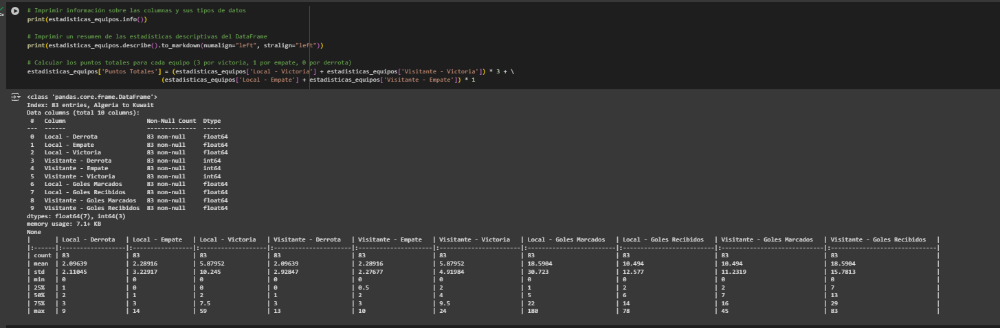 # Imprimir información sobre las columnas y sus tipos de datos
print(estadisticas_equipos.info())
# Imprimir un resumen de las estadísticas descriptivas del DataFrame
print(estadisticas_equipos.describe().to_markdown(numalign="left", stralign="left"))
# Calcular los puntos totales para cada equipo (3 por victoria, 1 por empate, 0 por derrota)
estadisticas_equipos['Puntos Totales'] = (estadisticas_equipos['Local - Victoria'] + estadisticas_equipos['Visitante - Victoria']) * 3 + \
(estadisticas_equipos['Local - Empate'] + estadisticas_equipos['Visitante - Empate']) * 1
<class 'pandas.core.frame.DataFrame'>
Index: 83 entries, Algeria to Kuwait
Data columns (total 10 columns):
 #   Column                        Non-Null Count  Dtype
---  ------                        --------------  -----
 0   Local - Derrota               83 non-null     float64
 1   Local - Empate                83 non-null     float64
 2   Local - Victoria              83 non-null     float64
 3   Visitante - Derrota           83 non-null     int64
 4   Visitante - Empate            83 non-null     int64
 5   Visitante - Victoria          83 non-null     int64
 6   Local - Goles Marcados        83 non-null     float64
 7   Local - Goles Recibidos       83 non-null     float64
 8   Visitante - Goles Marcados    83 non-null     float64
 9   Visitante - Goles Recibidos   83 non-null     float64
dtypes: float64(7), int64(3)
memory usage: 7.1+ KB
None
| | Local - Derrota | Local - Empate | Local - Victoria | Visitante - Derrota | Visitante - Empate | Visitante - Victoria | Local - Goles Marcados | Local - Goles Recibidos | Visitante - Goles Marcados | Visitante - Goles Recibidos |
|:------|:------------------|:-----------------|:-------------------|:----------------------|:---------------------|:-----------------------|:-------------------------|:--------------------------|:-----------------------------|:------------------------------|
| count | 83 | 83 | 83 | 83 | 83 | 83 | 83 | 83 | 83 | 83 |
| mean | 2.09639 | 2.28916 | 5.87952 | 2.09639 | 2.28916 | 5.87952 | 18.5904 | 10.494 | 10.494 | 18.5904 |
| std | 2.11045 | 3.22917 | 10.245 | 2.92847 | 2.27677 | 4.91984 | 30.723 | 12.577 | 11.2319 | 15.7813 |
| min | 0 | 0 | 0 | 0 | 0 | 0 | 0 | 0 | 0 | 0 |
| 25% | 1 | 0 | 0 | 0 | 0.5 | 2 | 1 | 2 | 2 | 7 |
| 50% | 2 | 1 | 2 | 1 | 2 | 4 | 5 | 6 | 7 | 13 |
| 75% | 3 | 3 | 7.5 | 3 | 3 | 9.5 | 22 | 14 | 16 | 29 |
| max | 9 | 14 | 59 | 13 | 10 | 24 | 180 | 78 | 45 | 83 |